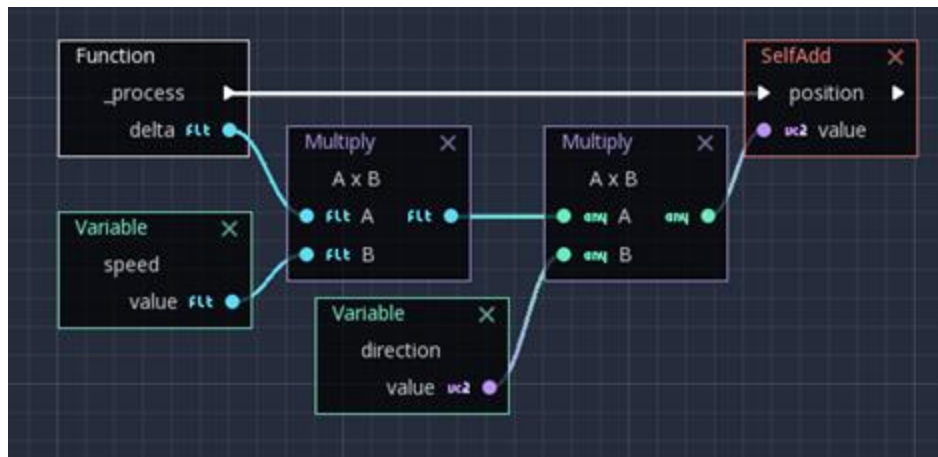 Function
_process
delta flt
Variable
speed
value flt
Multiply
A x B
flt A flt
flt B
Variable
direction
value vc2
Multiply
A x B
any A any
any B
SelfAdd
position
vc2 value